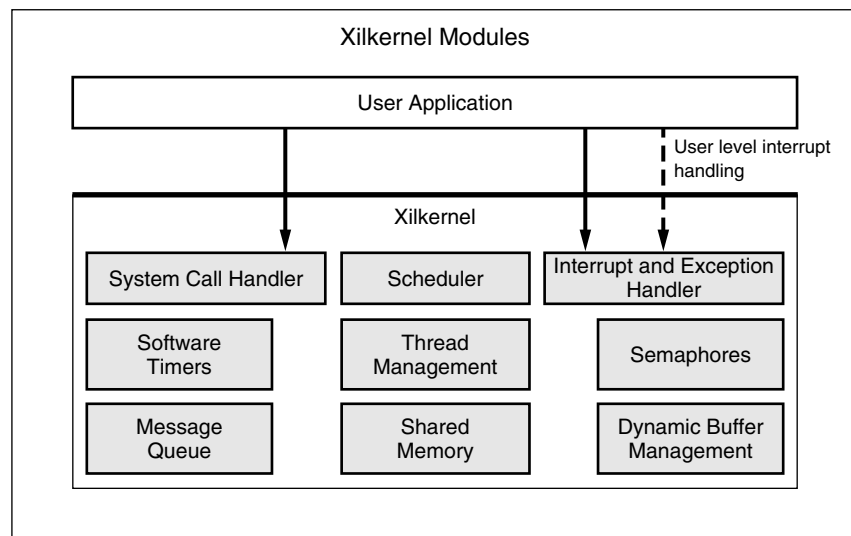 Xilkernel Modules
User Application
User level interrupt
handling
Xilkernel
System Call Handler
Scheduler
Interrupt and Exception
Handler
Software
Timers
Thread
Management
Semaphores
Message
Queue
Shared
Memory
Dynamic Buffer
Management